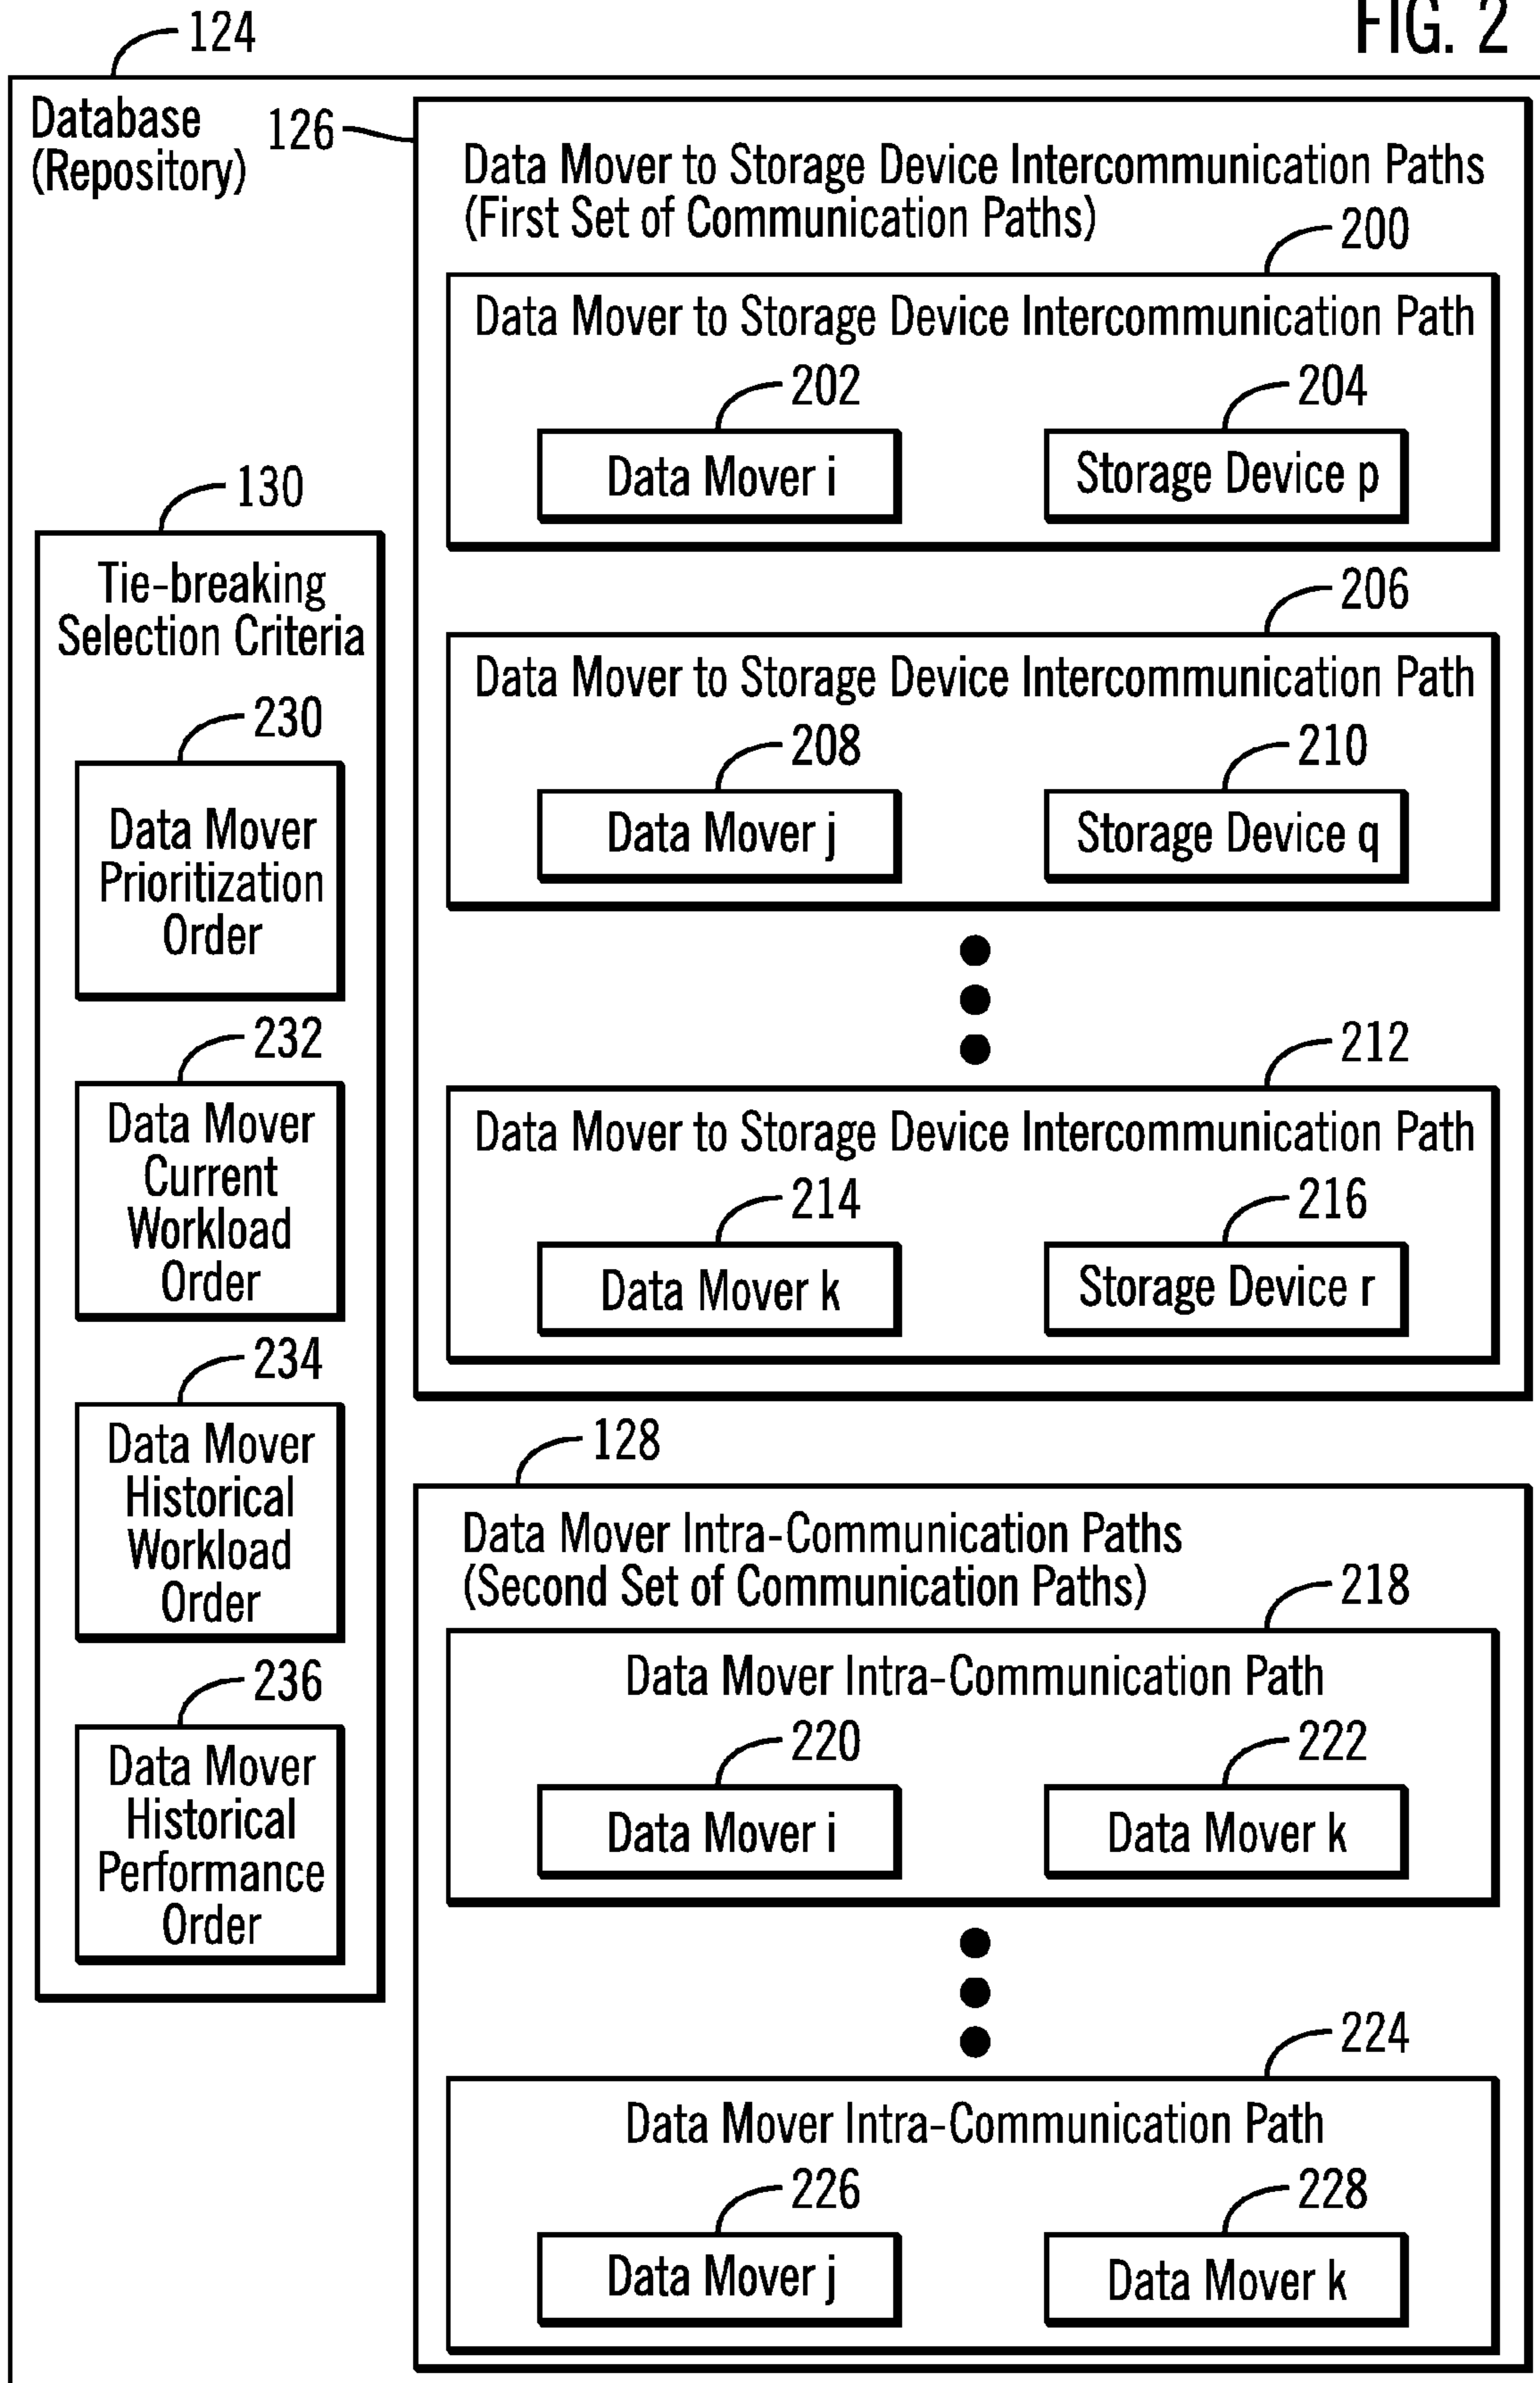 FIG. 2
124
Database
(Repository)
126
Data Mover to Storage Device Intercommunication Paths
(First Set of Communication Paths)
200
Data Mover to Storage Device Intercommunication Path
202
204
Data Mover i
Storage Device p
206
Data Mover to Storage Device Intercommunication Path
208
210
Data Mover j
Storage Device q
212
Data Mover to Storage Device Intercommunication Path
214
216
Data Mover k
Storage Device r
130
Tie-breaking
Selection Criteria
230
Data Mover
Prioritization
Order
232
Data Mover
Current
Workload
Order
234
Data Mover
Historical
Workload
Order
236
Data Mover
Historical
Performance
Order
128
Data Mover Intra-Communication Paths
(Second Set of Communication Paths)
218
Data Mover Intra-Communication Path
220
222
Data Mover i
Data Mover k
224
Data Mover Intra-Communication Path
226
228
Data Mover j
Data Mover k